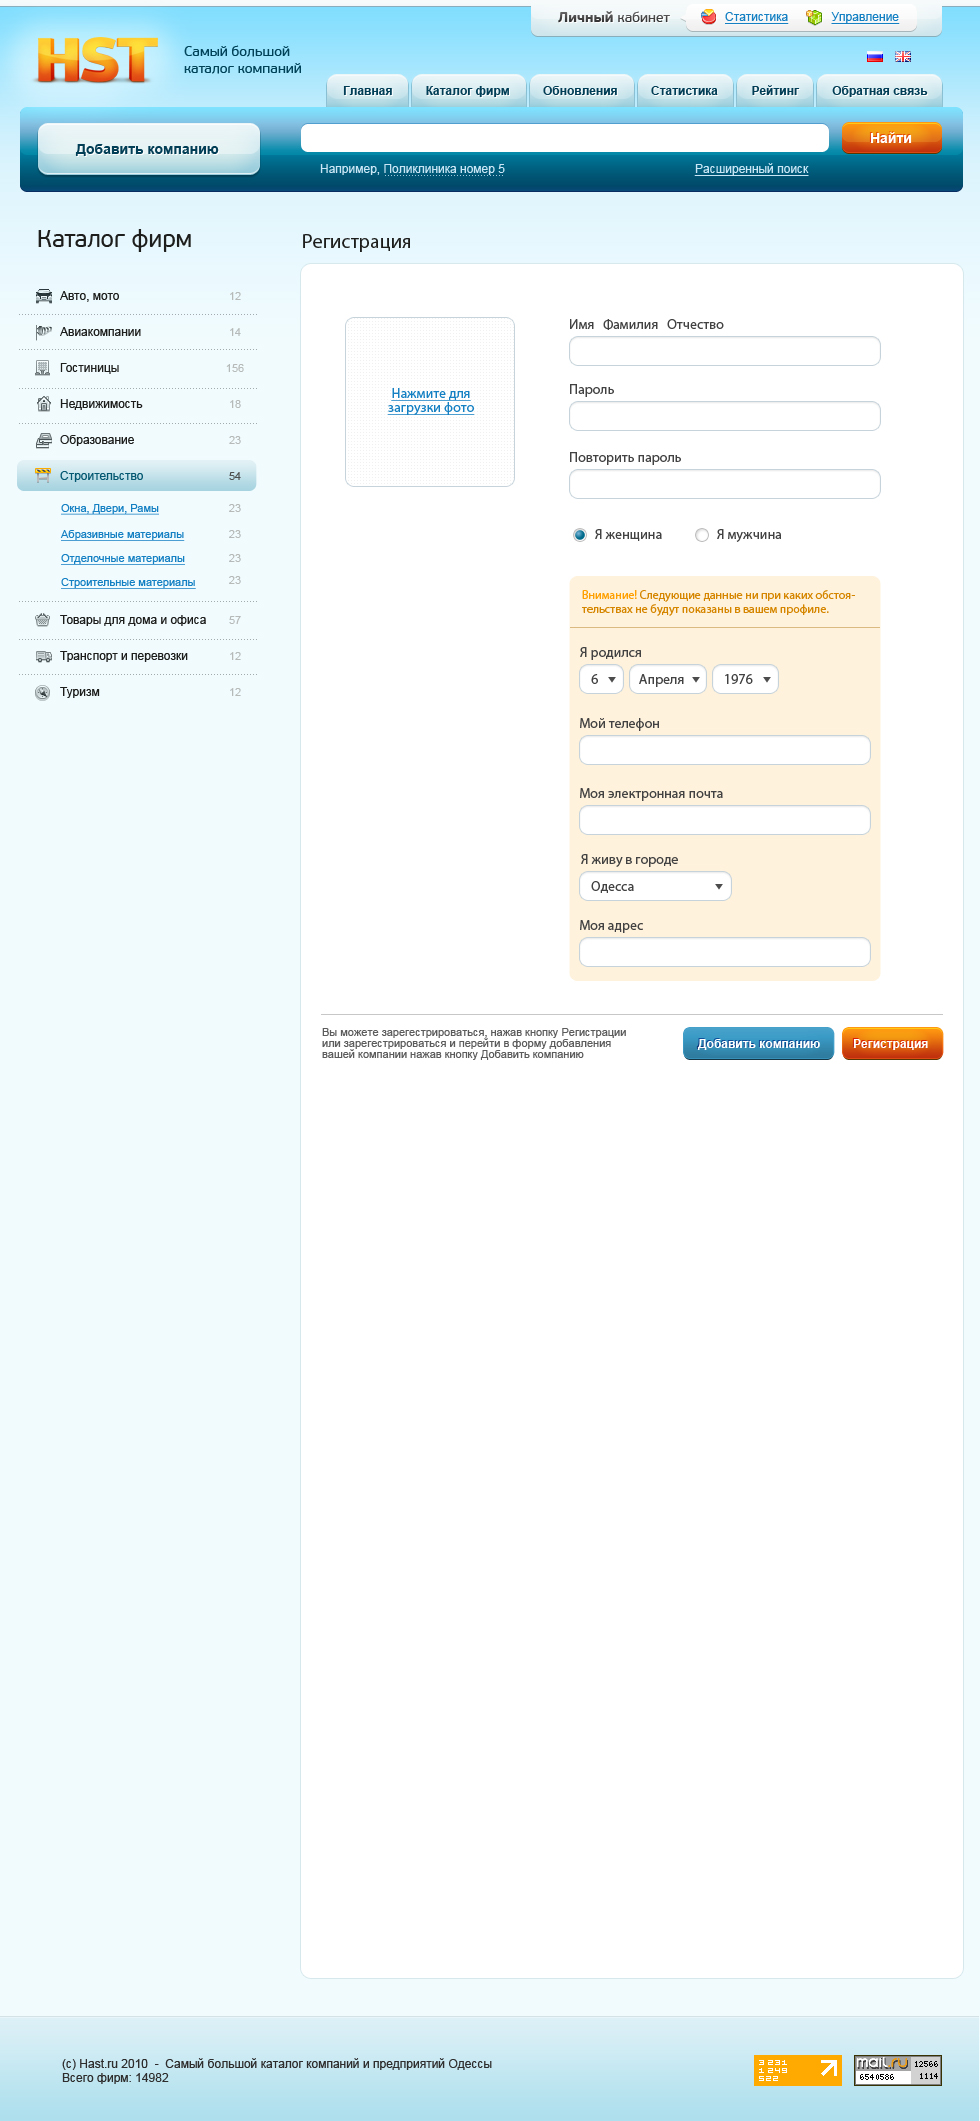 Личный кабинет
Статистика
Управление
HST
Самый большой
каталог компаний
Главная
Каталог фирм
Обновления
Статистика
Рейтинг
Обратная связь
Добавить компанию
Найти
Например, Поликлиника номер 5
Расширенный поиск
Каталог фирм
Авто, мото 12
Авиакомпании 14
Гостиницы 156
Недвижимость 18
Образование 23
Строительство 54
Окна, Двери, Рамы 23
Абразивные материалы 23
Отделочные материалы 23
Строительные материалы 23
Товары для дома и офиса 57
Транспорт и перевозки 12
Туризм 12
Регистрация
Нажмите для
загрузки фото
Имя Фамилия Отчество
Пароль
Повторить пароль
Я женщина
Я мужчина
Внимание! Следующие данные ни при каких обстоя-
тельствах не будут показаны в вашем профиле.
Я родился
6
Апреля
1976
Мой телефон
Моя электронная почта
Я живу в городе
Одесса
Моя адрес
Вы можете зарегестрироваться, нажав кнопку Регистрации
или зарегестрироваться и перейти в форму добавления
вашей компании нажав кнопку Добавить компанию
Добавить компанию
Регистрация
(c) Hast.ru 2010 - Самый большой каталог компаний и предприятий Одессы
Всего фирм: 14982
3 231
1 249
522
mail.ru
12566
6540586
1114